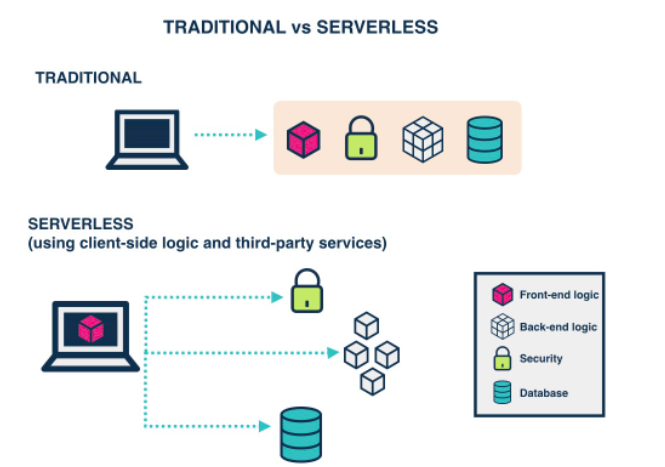 TRADITIONAL vs SERVERLESS
TRADITIONAL
SERVERLESS
(using client-side logic and third-party services)
Front-end logic
Back-end logic
Security
Database